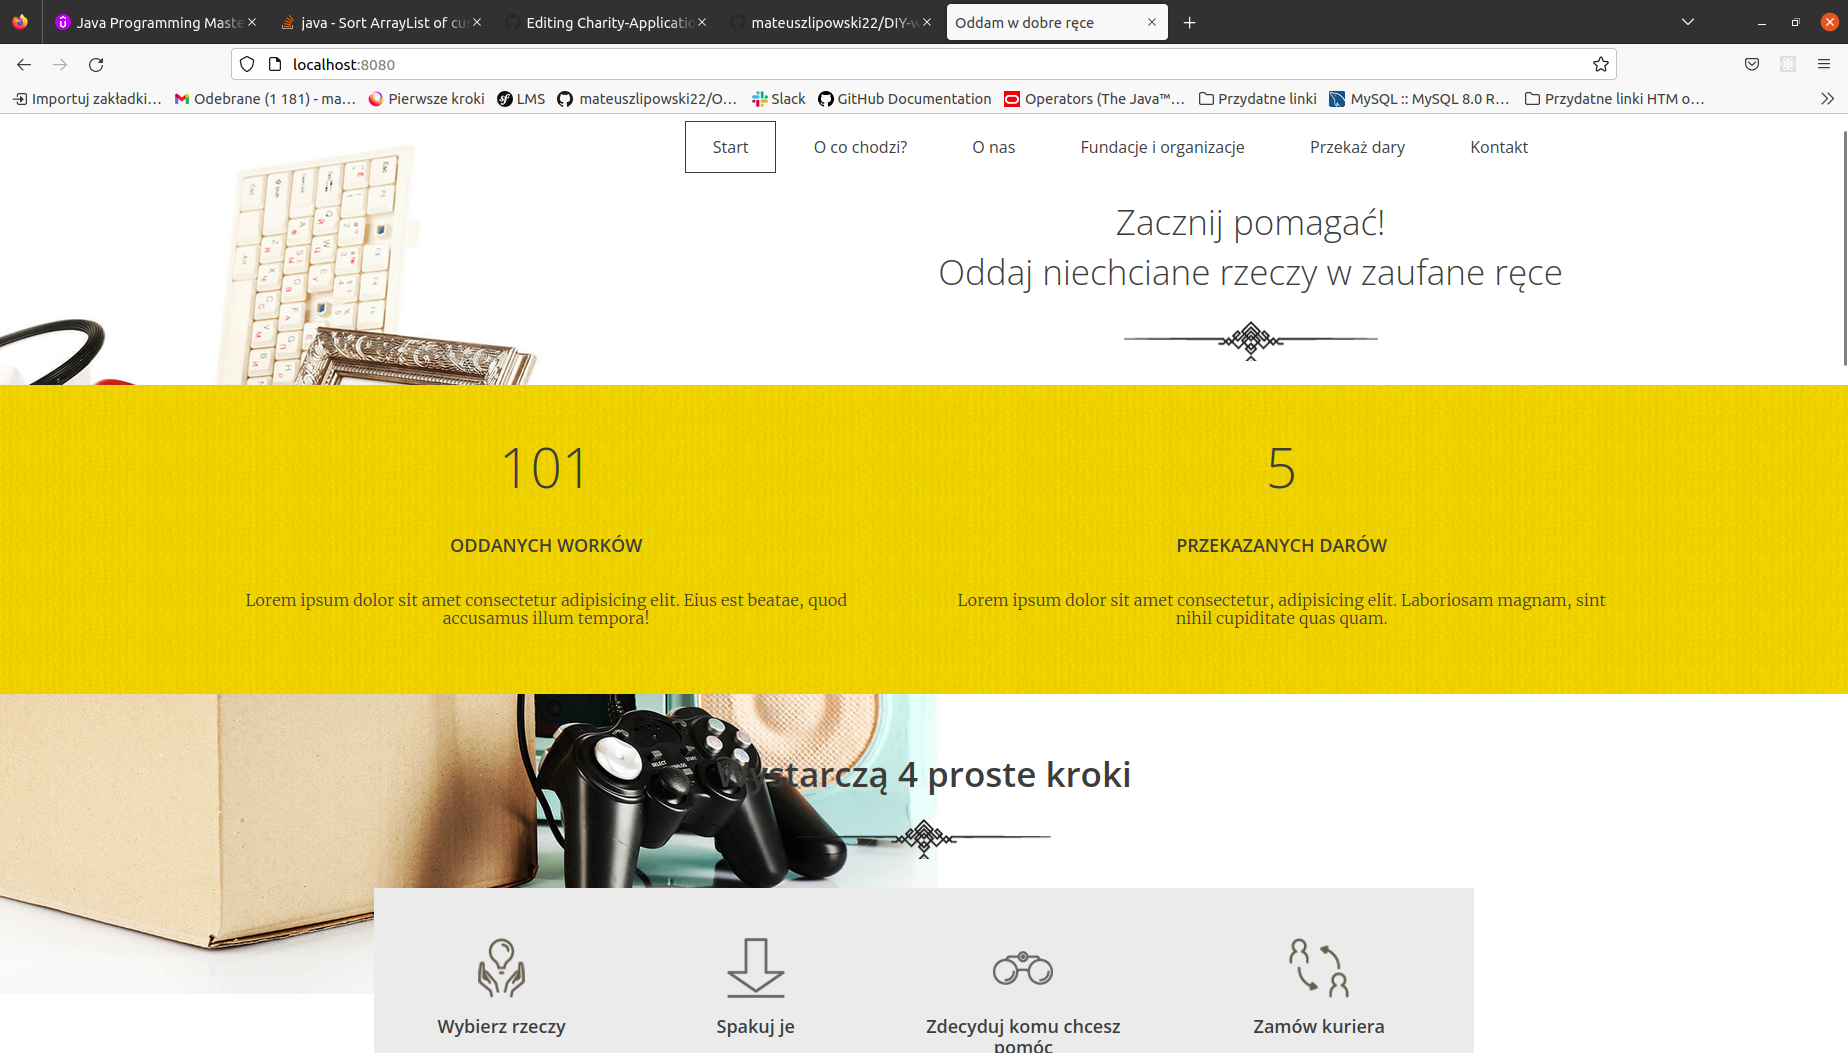 Java Programming Maste
java - Sort ArrayList of cu
Editing Charity-Applicatio
mateuszlipowski22/DIY-w
Oddam w dobre ręce
localhost:8080
Importuj zakładki…
Odebrane (1 181) - ma…
Pierwsze kroki
LMS
mateuszlipowski22/O…
Slack
GitHub Documentation
Operators (The Java™…
Przydatne linki
MySQL :: MySQL 8.0 R…
Przydatne linki HTM o…
Start
O co chodzi?
O nas
Fundacje i organizacje
Przekaż dary
Kontakt
Zacznij pomagać!
Oddaj niechciane rzeczy w zaufane ręce
101
ODDANYCH WORKÓW
Lorem ipsum dolor sit amet consectetur adipisicing elit. Eius est beatae, quod
accusamus illum tempora!
5
PRZEKAZANYCH DARÓW
Lorem ipsum dolor sit amet consectetur, adipisicing elit. Laboriosam magnam, sint
nihil cupiditate quas quam.
SELECT
START
Wystarczą 4 proste kroki
Wybierz rzeczy
Spakuj je
Zdecyduj komu chcesz
pomóc
Zamów kuriera